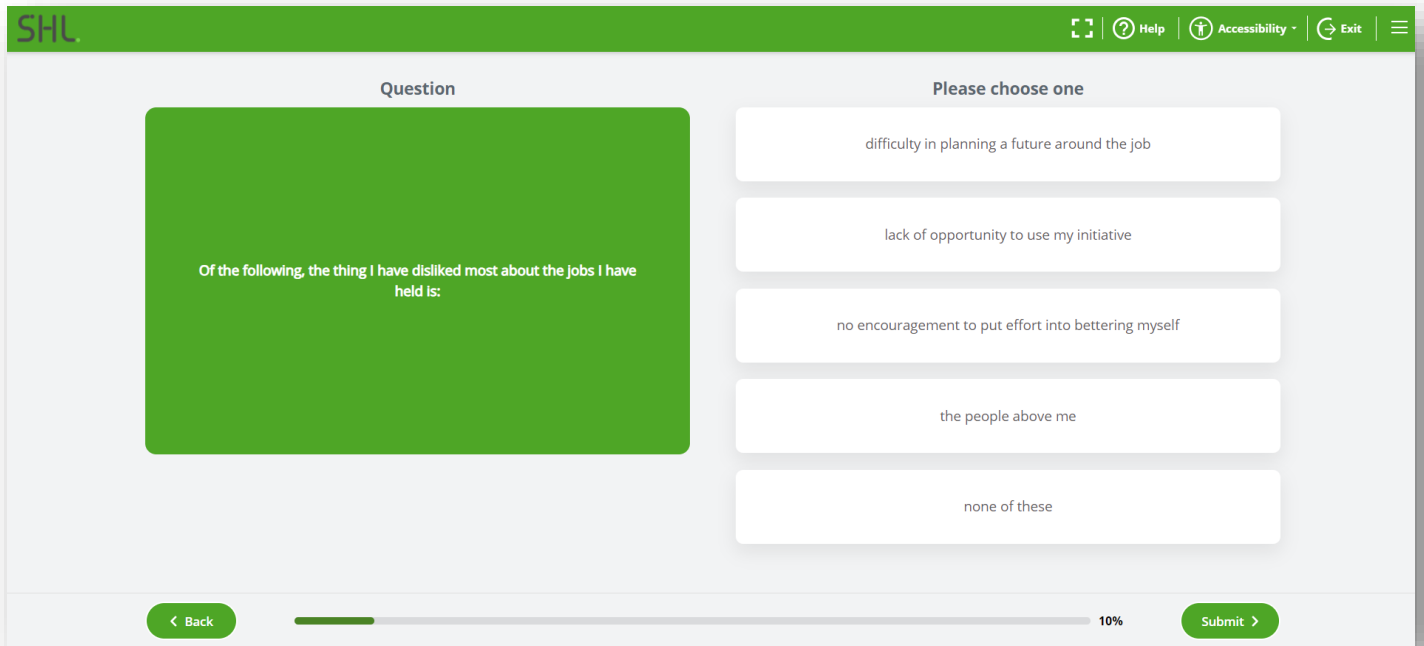 SHL.
Help
Accessibility
Exit
Question
Please choose one
Of the following, the thing I have disliked most about the jobs I have
held is:
difficulty in planning a future around the job
lack of opportunity to use my initiative
no encouragement to put effort into bettering myself
the people above me
none of these
Back
10%
Submit